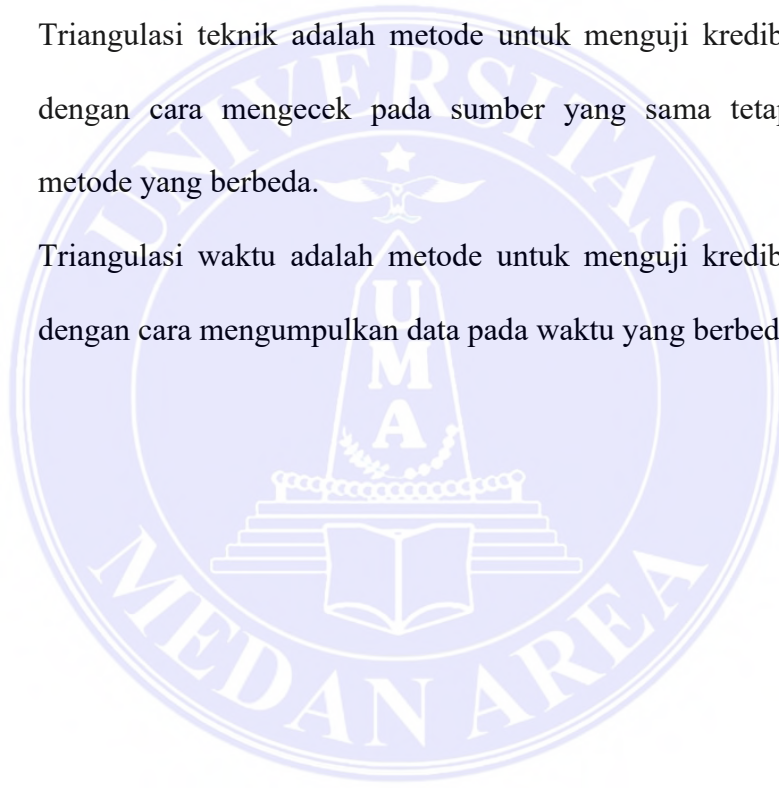 Triangulasi teknik adalah metode untuk menguji
dengan cara mengecek pada sumber yang sama
metode yang berbeda.
Triangulasi waktu adalah metode untuk menguji
dengan cara mengumpulkan data pada waktu yang
UNIVERSITAS
UMA
MEDAN AREA